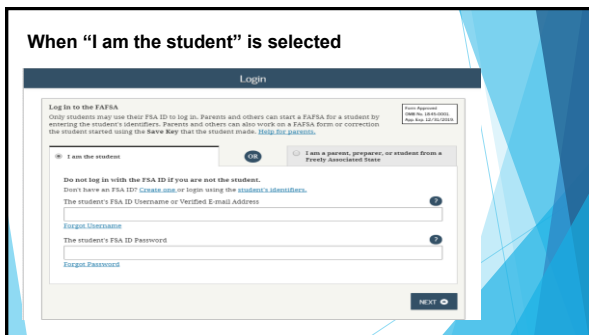 When “I am the student” is selected
Login
Log in to the FAFSA
Only students may use their FSA ID to log in. Parents and others can start a FAFSA for a student by
entering the student's identifiers. Parents and others can also work on a FAFSA form or correction
the student started using the Save Key that the student made. Help for parents.
Form Approved
OMB No. 1845-0001
App. Exp. 12/31/2019
I am the student
OR
I am a parent, preparer, or student from a
Freely Associated State
Do not log in with the FSA ID if you are not the student.
Don't have an FSA ID? Create one or login using the student's identifiers.
The student's FSA ID Username or Verified E-mail Address
?
Forgot Username
The student's FSA ID Password
?
Forgot Password
NEXT